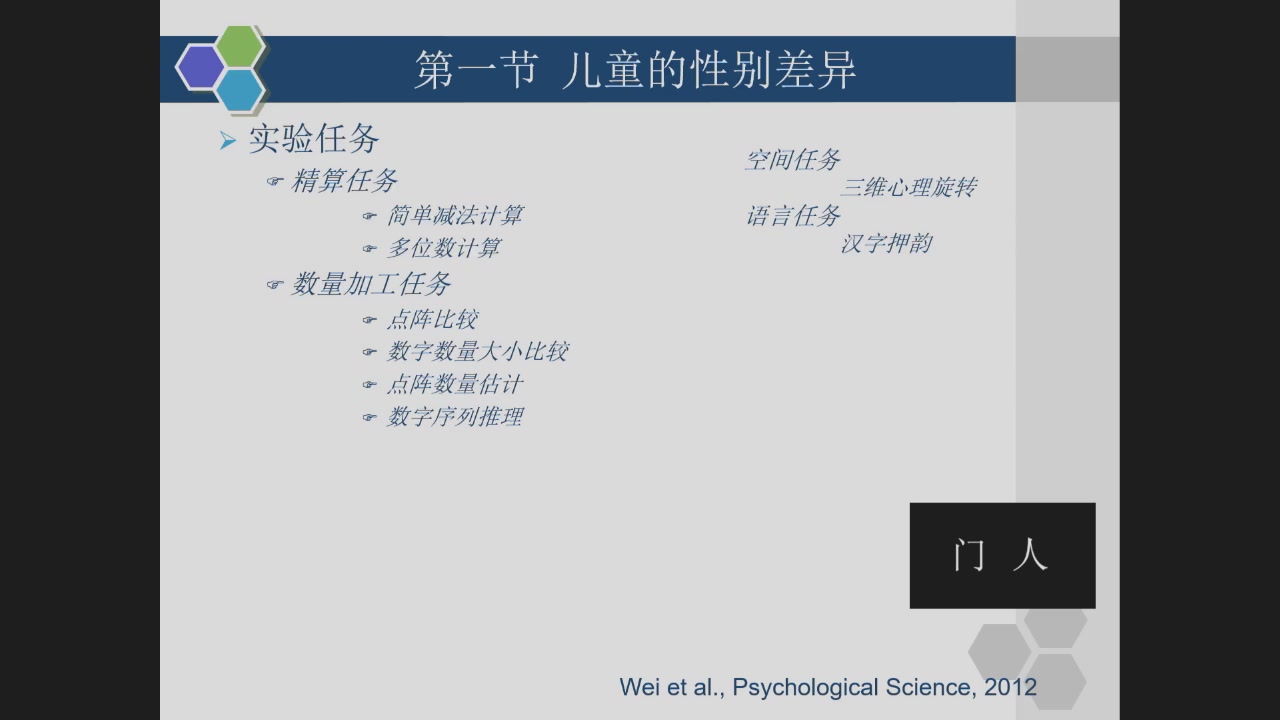 第一节 儿童的性别差异
实验任务
精算任务
简单减法计算
多位数计算
数量加工任务
点阵比较
数字数量大小比较
点阵数量估计
数字序列推理
空间任务
三维心理旋转
语言任务
汉字押韵
门 人
Wei et al., Psychological Science, 2012